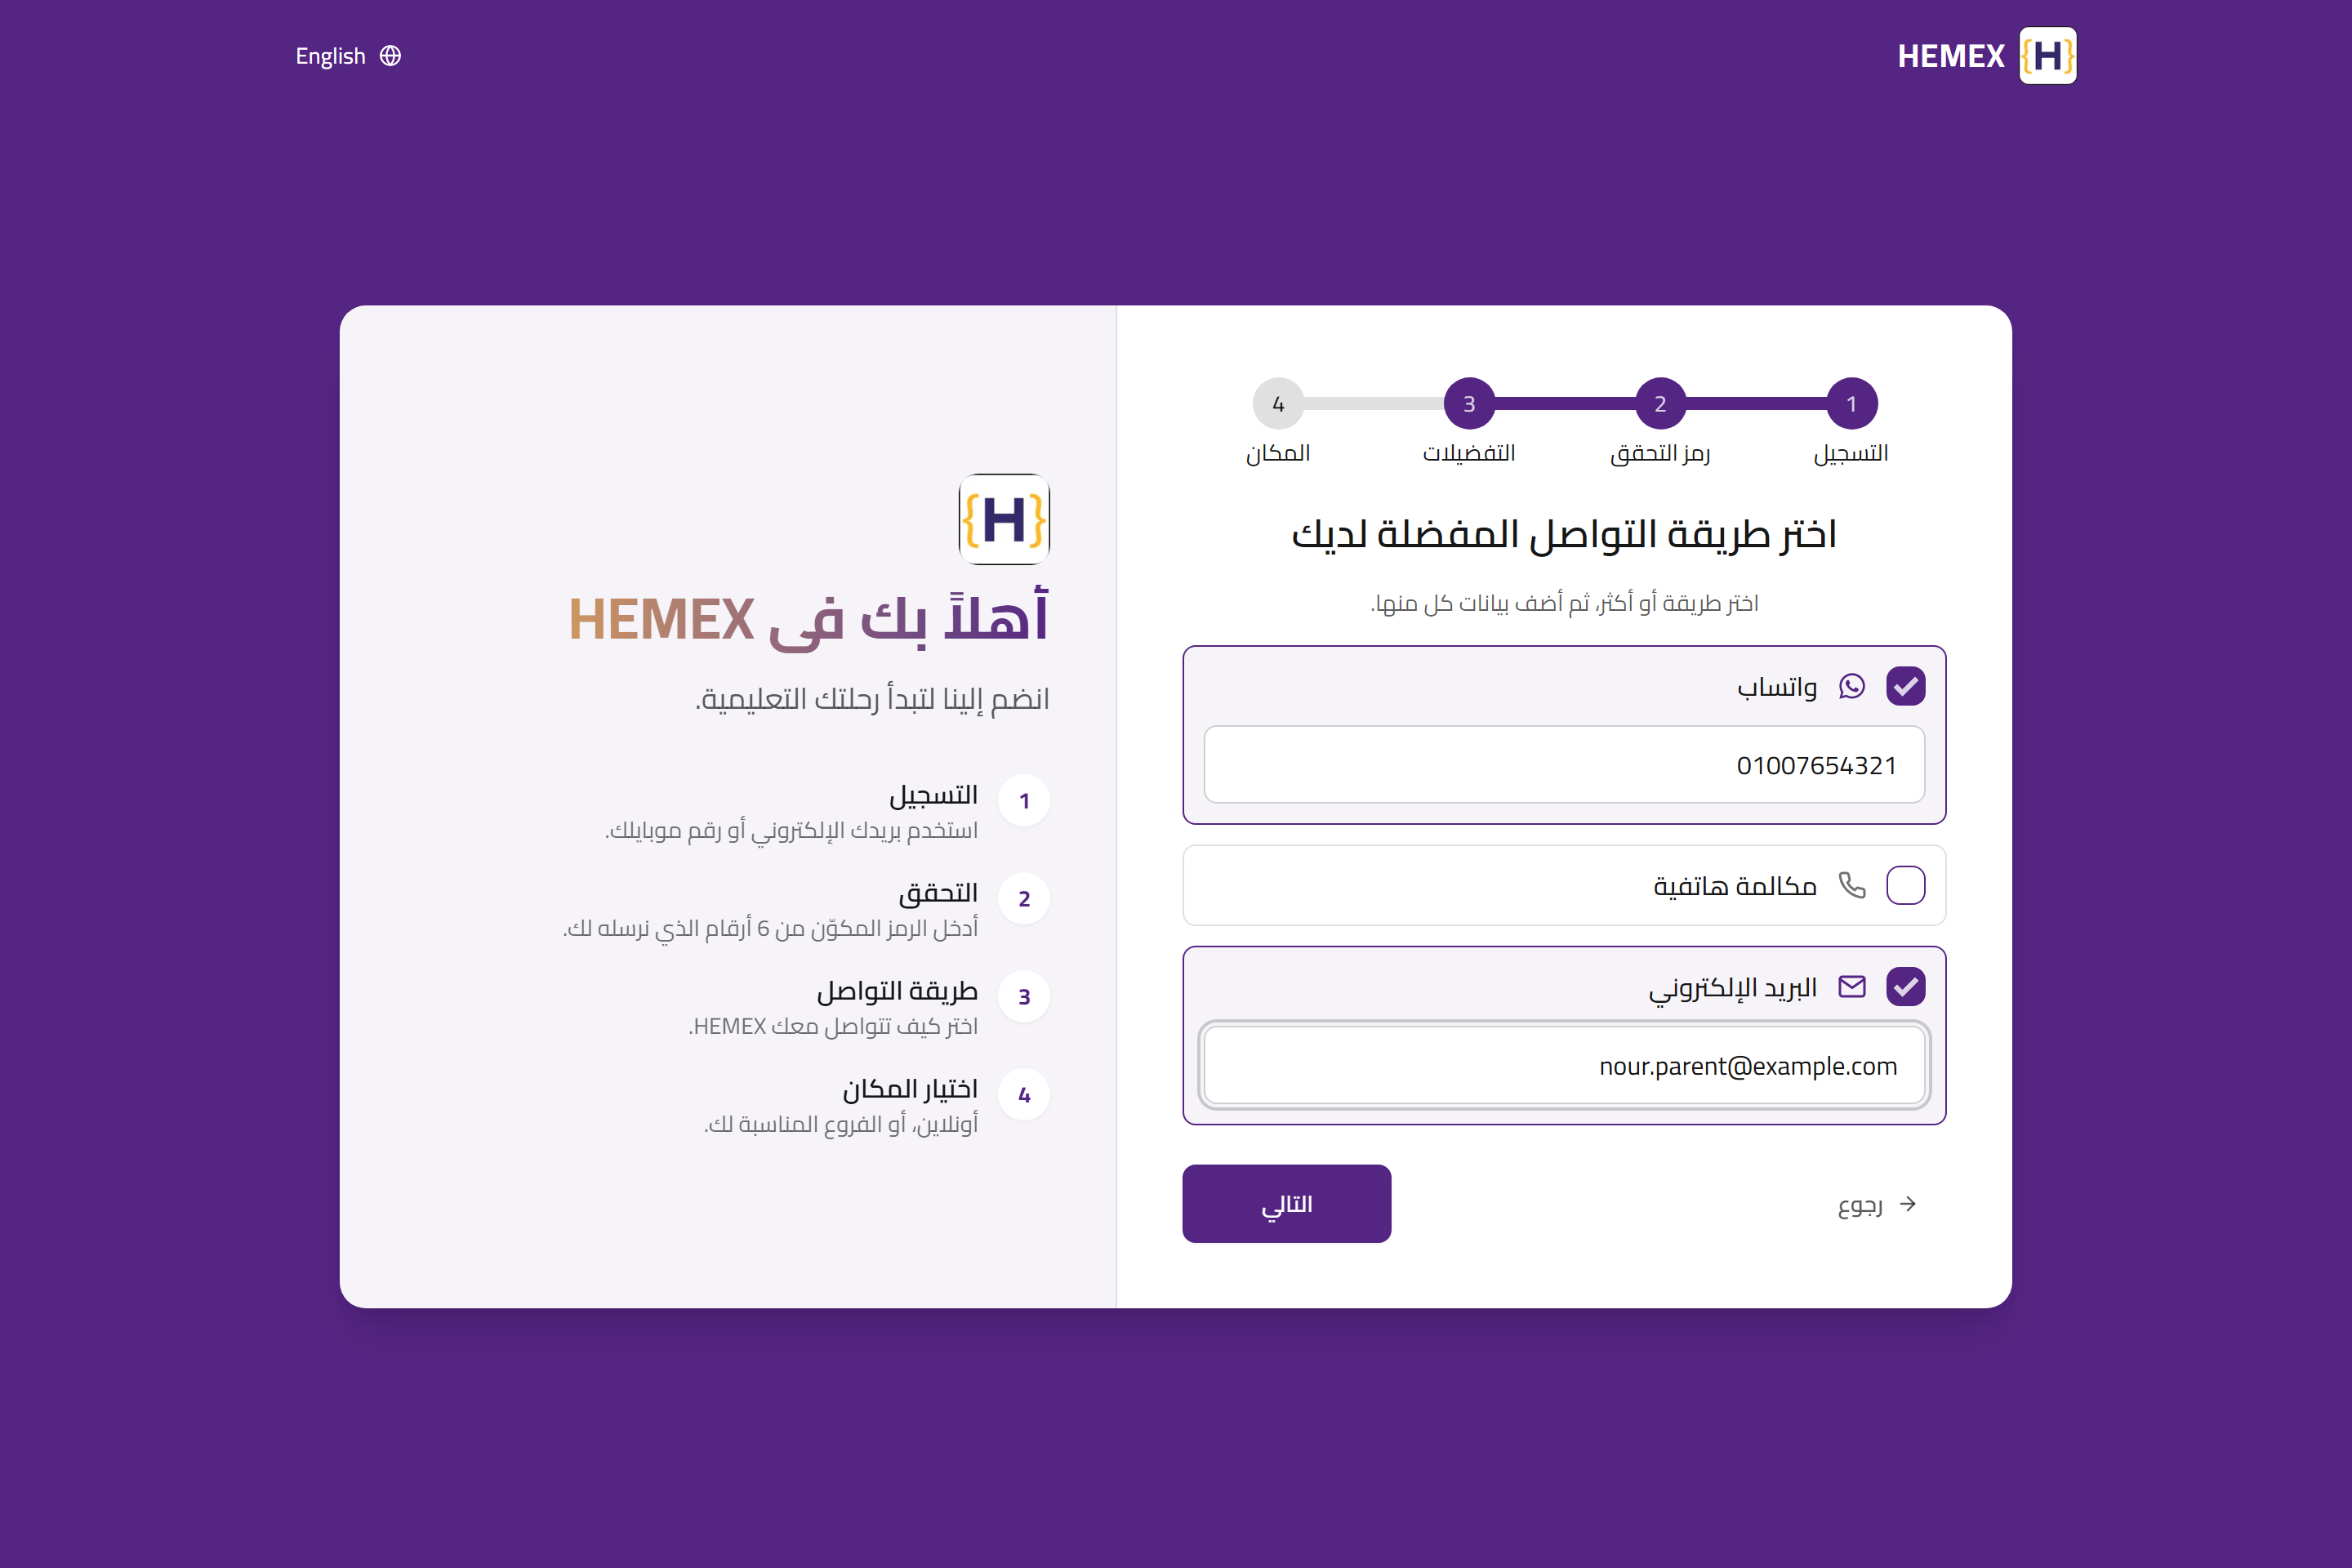 HEMEX
{H}
English
1
2
3
4
التسجيل
رمز التحقق
التفضيلات
المكان
اختر طريقة التواصل المفضلة لديك
اختر طريقة أو أكثر، ثم أضف بيانات كل منها.
واتساب
01007654321
مكالمة هاتفية
البريد الإلكتروني
nour.parent@example.com
رجوع
التالي
{H}
أهلاً بك في HEMEX
انضم إلينا لتبدأ رحلتك التعليمية.
1
التسجيل
استخدم بريدك الإلكتروني أو رقم موبايلك.
2
التحقق
أدخل الرمز المكوّن من 6 أرقام الذي نرسله لك.
3
طريقة التواصل
اختر كيف تتواصل معك HEMEX.
4
اختيار المكان
أونلاين، أو الفروع المناسبة لك.